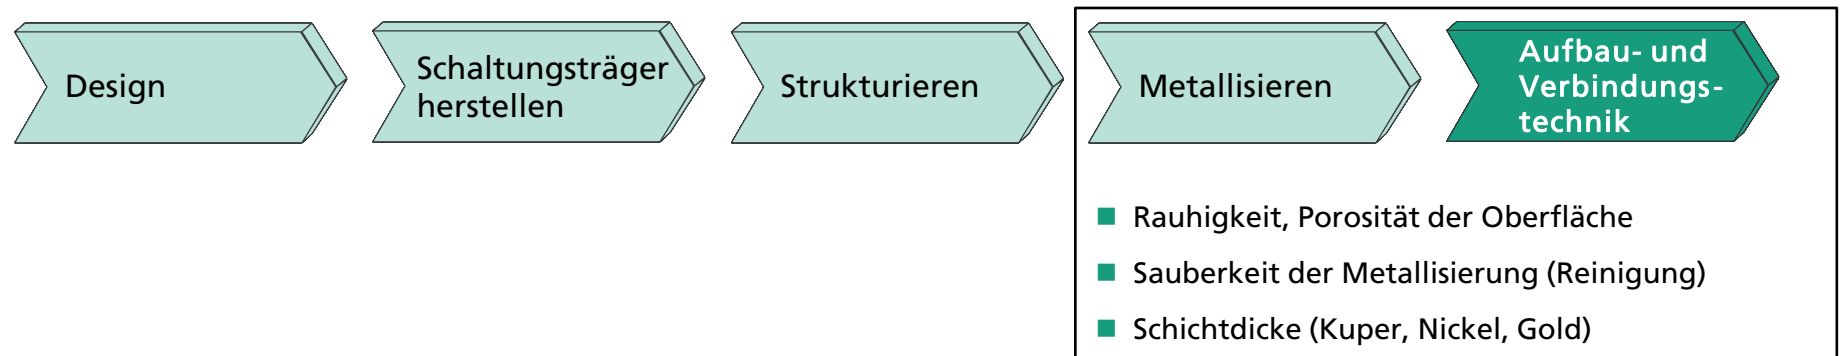 Design
Schaltungsträger
herstellen
Strukturieren
Metallisieren
Aufbau- und
Verbindungs-
technik
Rauhigkeit, Porosität der Oberfläche
Sauberkeit der Metallisierung (Reinigung)
Schichtdicke (Kuper, Nickel, Gold)